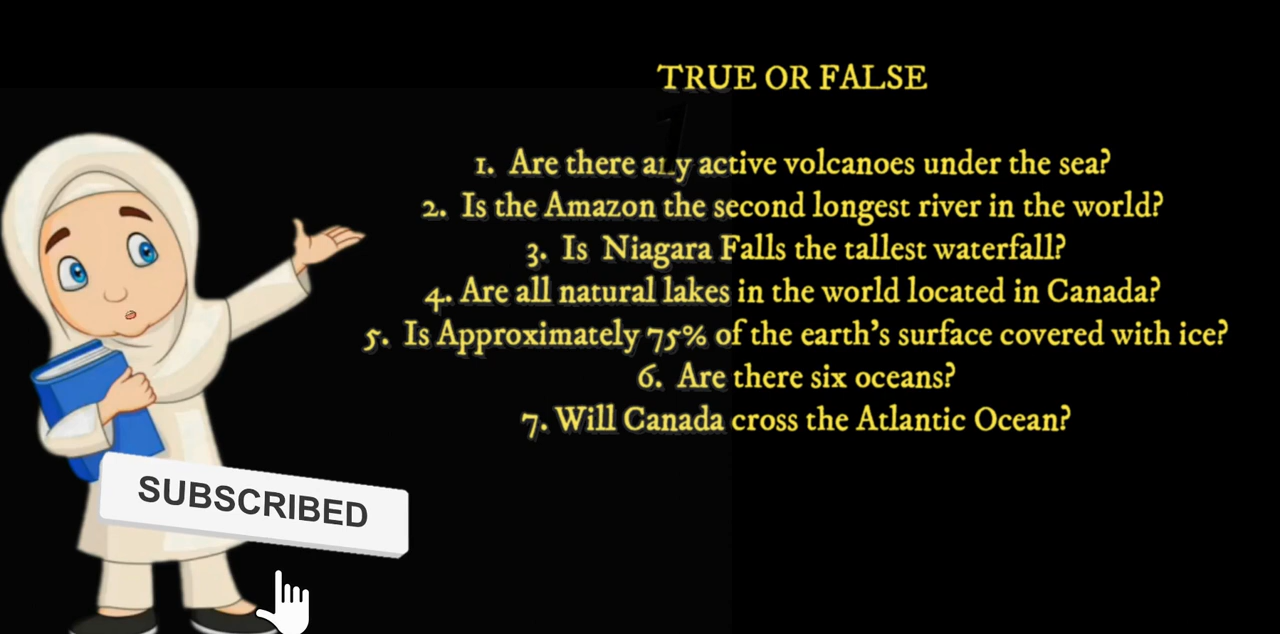 TRUE OR FALSE
1. Are there any active volcanoes under the sea?
2. Is the Amazon the second longest river in the world?
3. Is Niagara Falls the tallest waterfall?
4. Are all natural lakes in the world located in Canada?
5. Is Approximately 75% of the earth's surface covered with ice?
6. Are there six oceans?
7. Will Canada cross the Atlantic Ocean?
SUBSCRIBED